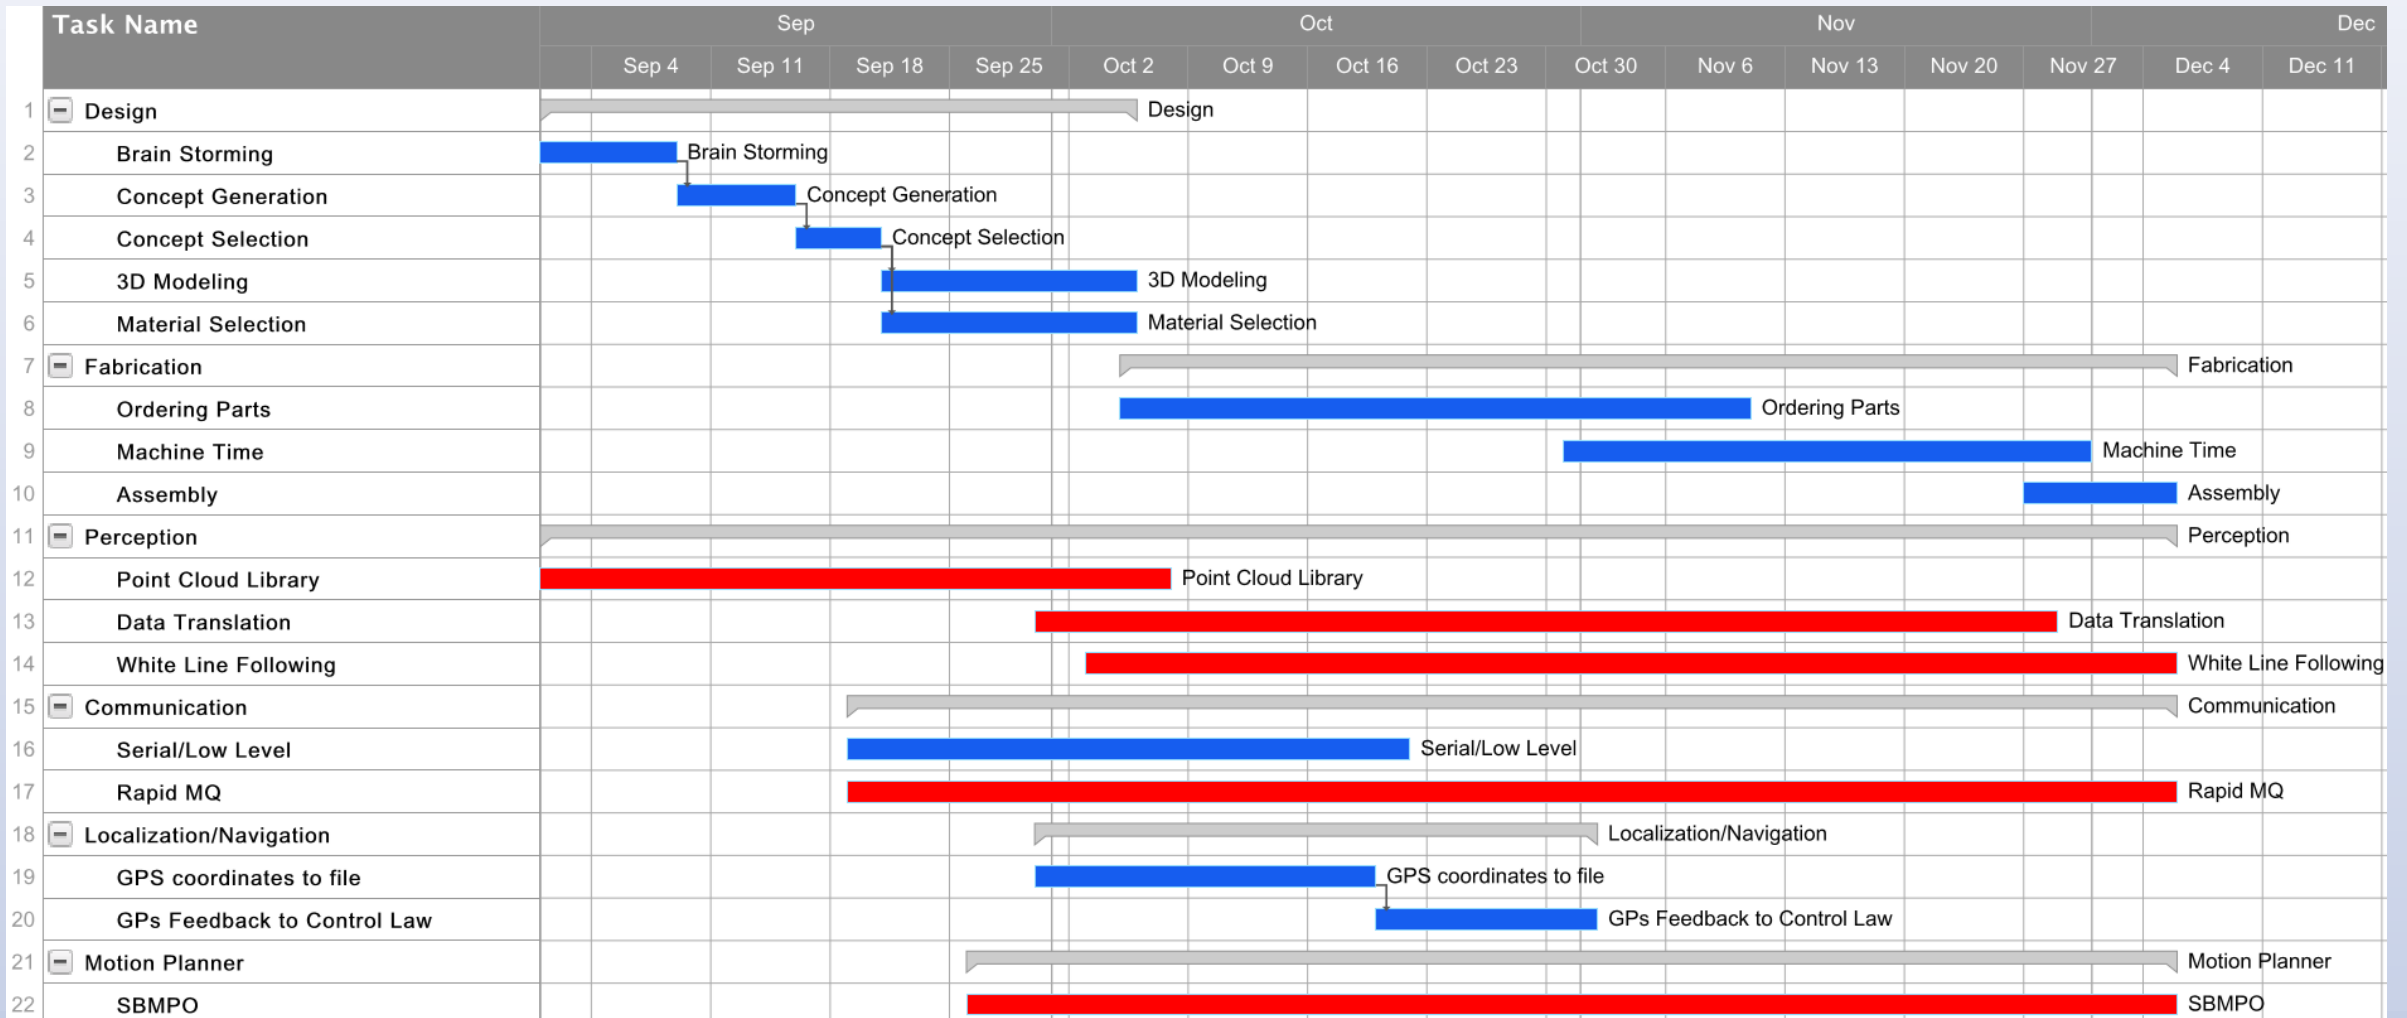 Task Name Sep Oct Nov Dec
Sep 4 Sep 11 Sep 18 Sep 25 Oct 2 Oct 9 Oct 16 Oct 23 Oct 30 Nov 6 Nov 13 Nov 20 Nov 27 Dec 4 Dec 11
1 Design Design
2 Brain Storming Brain Storming
3 Concept Generation Concept Generation
4 Concept Selection Concept Selection
5 3D Modeling 3D Modeling
6 Material Selection Material Selection
7 Fabrication Fabrication
8 Ordering Parts Ordering Parts
9 Machine Time Machine Time
10 Assembly Assembly
11 Perception Perception
12 Point Cloud Library Point Cloud Library
13 Data Translation Data Translation
14 White Line Following White Line Following
15 Communication Communication
16 Serial/Low Level Serial/Low Level
17 Rapid MQ Rapid MQ
18 Localization/Navigation Localization/Navigation
19 GPS coordinates to file GPS coordinates to file
20 GPs Feedback to Control Law GPs Feedback to Control Law
21 Motion Planner Motion Planner
22 SBMPO SBMPO